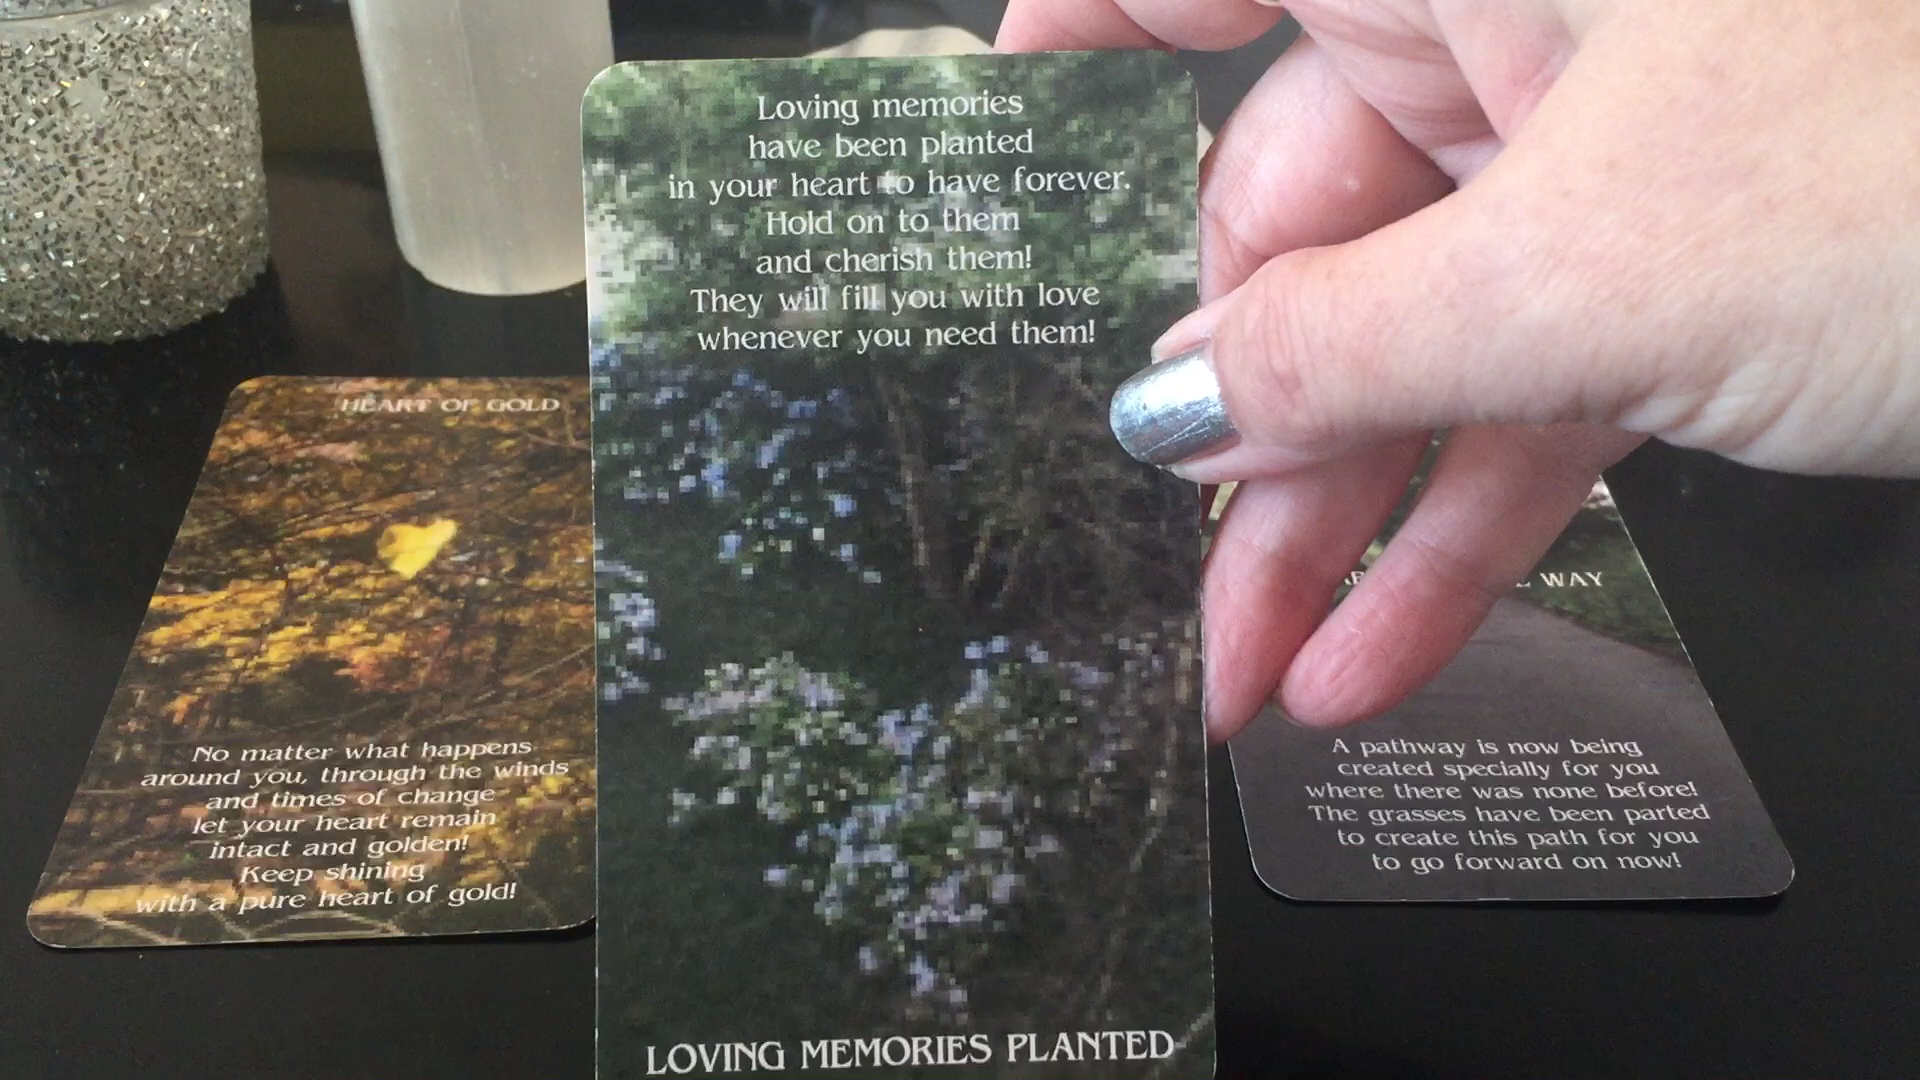 Loving memories
have been planted
in your heart to have forever.
Hold on to them
and cherish them!
They will fill you with love
whenever you need them!
LOVING MEMORIES PLANTED
HEART OF GOLD
No matter what happens
around you, through the winds
and times of change
let your heart remain
intact and golden!
Keep shining
with a pure heart of gold!
WAY
A pathway is now being
created specially for you
where there was none before!
The grasses have been parted
to create this path for you
to go forward on now!